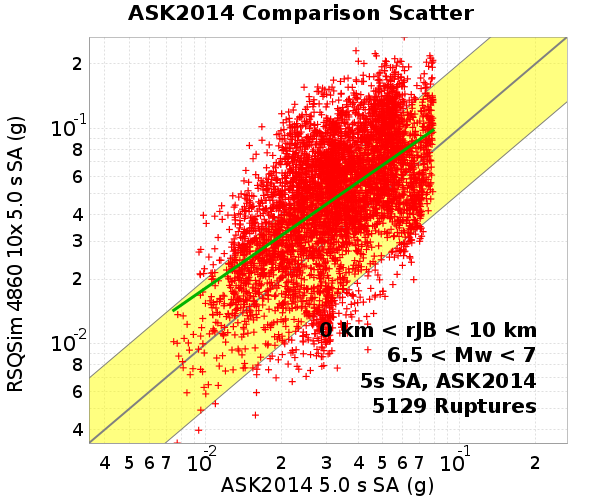 ASK2014 Comparison Scatter
RSQSim 4860 10x 5.0 s SA (g)
2
10-1
8
6
4
3
2
10-2
8
6
4
0 km < rJB < 10 km
6.5 < Mw < 7
5s SA, ASK2014
5129 Ruptures
4 5 6 7 10-2 2 3 4 5 6 7 10-1 2
ASK2014 5.0 s SA (g)